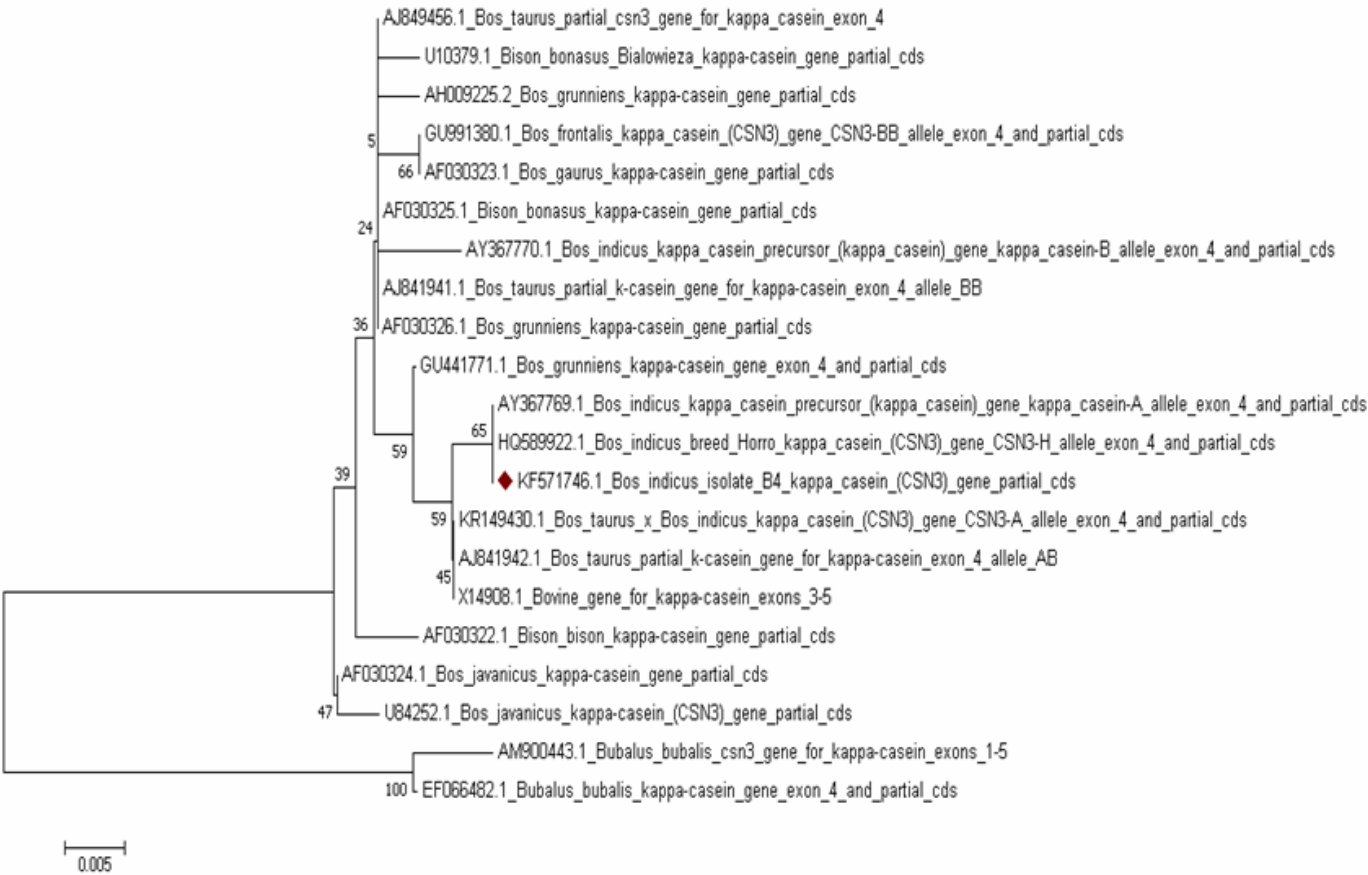 AJ849456.1_Bos_taurus_partial_csn3_gene_for_kappa_casein_exon_4
U10379.1_Bison_bonasus_Bialowieza_kappa-casein_gene_partial_cds
AH009225.2_Bos_grunniens_kappa-casein_gene_partial_cds
GU991380.1_Bos_frontalis_kappa_casein_(CSN3)_gene_CSN3-BB_allele_exon_4_and_partial_cds
5
66
AF030323.1_Bos_gaurus_kappa-casein_gene_partial_cds
AF030325.1_Bison_bonasus_kappa-casein_gene_partial_cds
24
AY367770.1_Bos_indicus_kappa_casein_precursor_(kappa_casein)_gene_kappa_casein-B_allele_exon_4_and_partial_cds
AJ841941.1_Bos_taurus_partial_k-casein_gene_for_kappa-casein_exon_4_allele_BB
36
AF030326.1_Bos_grunniens_kappa-casein_gene_partial_cds
GU441771.1_Bos_grunniens_kappa-casein_gene_exon_4_and_partial_cds
AY367769.1_Bos_indicus_kappa_casein_precursor_(kappa_casein)_gene_kappa_casein-A_allele_exon_4_and_partial_cds
65
HQ589922.1_Bos_indicus_breed_Horro_kappa_casein_(CSN3)_gene_CSN3-H_allele_exon_4_and_partial_cds
59
39
KF571746.1_Bos_indicus_isolate_B4_kappa_casein_(CSN3)_gene_partial_cds
59
KR149430.1_Bos_taurus_x_Bos_indicus_kappa_casein_(CSN3)_gene_CSN3-A_allele_exon_4_and_partial_cds
AJ841942.1_Bos_taurus_partial_k-casein_gene_for_kappa-casein_exon_4_allele_AB
45
X14908.1_Bovine_gene_for_kappa-casein_exons_3-5
AF030322.1_Bison_bison_kappa-casein_gene_partial_cds
AF030324.1_Bos_javanicus_kappa-casein_gene_partial_cds
47
U84252.1_Bos_javanicus_kappa-casein_(CSN3)_gene_partial_cds
AM900443.1_Bubalus_bubalis_csn3_gene_for_kappa-casein_exons_1-5
100
EF066482.1_Bubalus_bubalis_kappa-casein_gene_exon_4_and_partial_cds
0.005